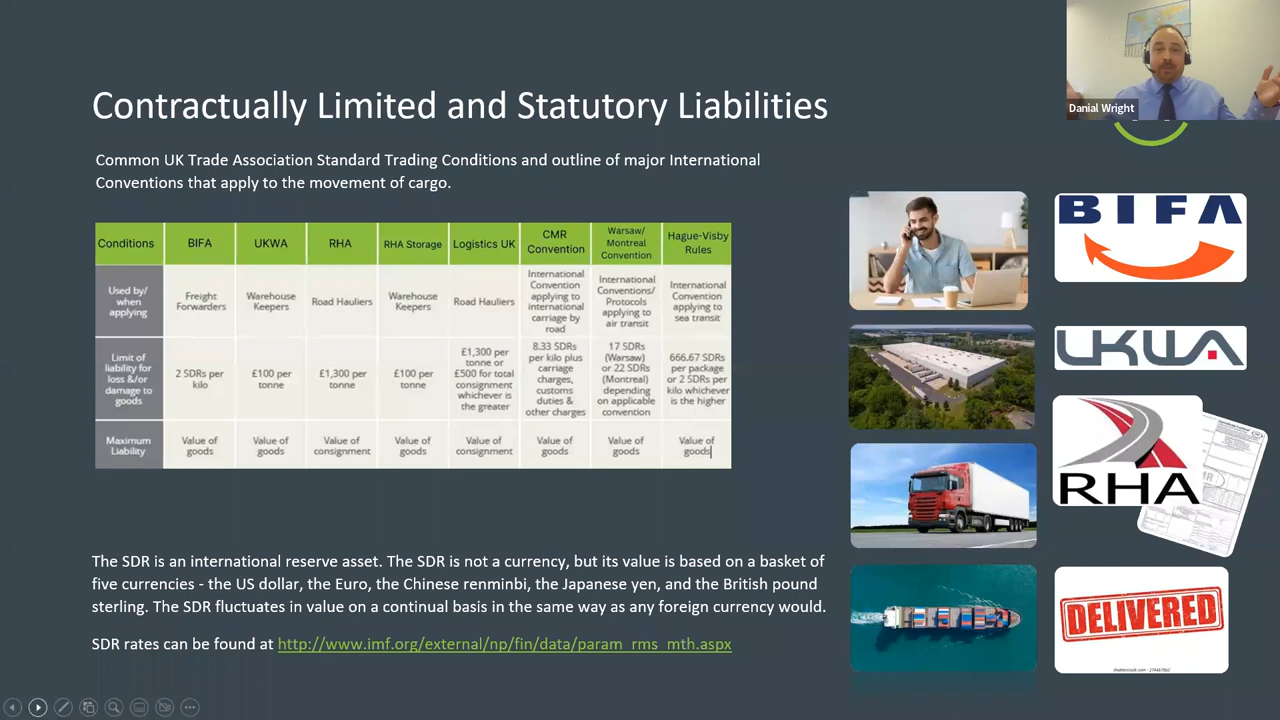 Danial Wright
Contractually Limited and Statutory Liabilities
Common UK Trade Association Standard Trading Conditions and outline of major International
Conventions that apply to the movement of cargo.
Conditions
BIFA
UKWA
RHA
RHA Storage
Logistics UK
CMR
Convention
Warsaw/
Montreal
Convention
Hague-Visby
Rules
Used by/
when
applying
Freight
Forwarders
Warehouse
Keepers
Road Hauliers
Warehouse
Keepers
Road Hauliers
International
Convention
applying to
international
carriage by
road
International
Conventions/
Protocols
applying to
air transit
International
Convention
applying to
sea transit
Limit of
liability for
loss &/or
damage to
goods
2 SDRs per
kilo
£100 per
tonne
£1,300 per
tonne
£100 per
tonne
£1,300 per
tonne or
£500 for total
consignment
whichever is
the greater
8.33 SDRs
per kilo plus
carriage
charges,
customs
duties &
other charges
17 SDRs
(Warsaw)
or 22 SDRs
(Montreal)
depending
on applicable
convention
666.67 SDRs
per package
or 2 SDRs per
kilo whichever
is the higher
Maximum
Liability
Value of
goods
Value of
goods
Value of
consignment
Value of
goods
Value of
consignment
Value of
goods
Value of
goods
Value of
goods
The SDR is an international reserve asset. The SDR is not a currency, but its value is based on a basket of
five currencies - the US dollar, the Euro, the Chinese renminbi, the Japanese yen, and the British pound
sterling. The SDR fluctuates in value on a continual basis in the same way as any foreign currency would.
SDR rates can be found at http://www.imf.org/external/np/fin/data/param_rms_mth.aspx
BIFA
UKWA
RHA
DELIVERED